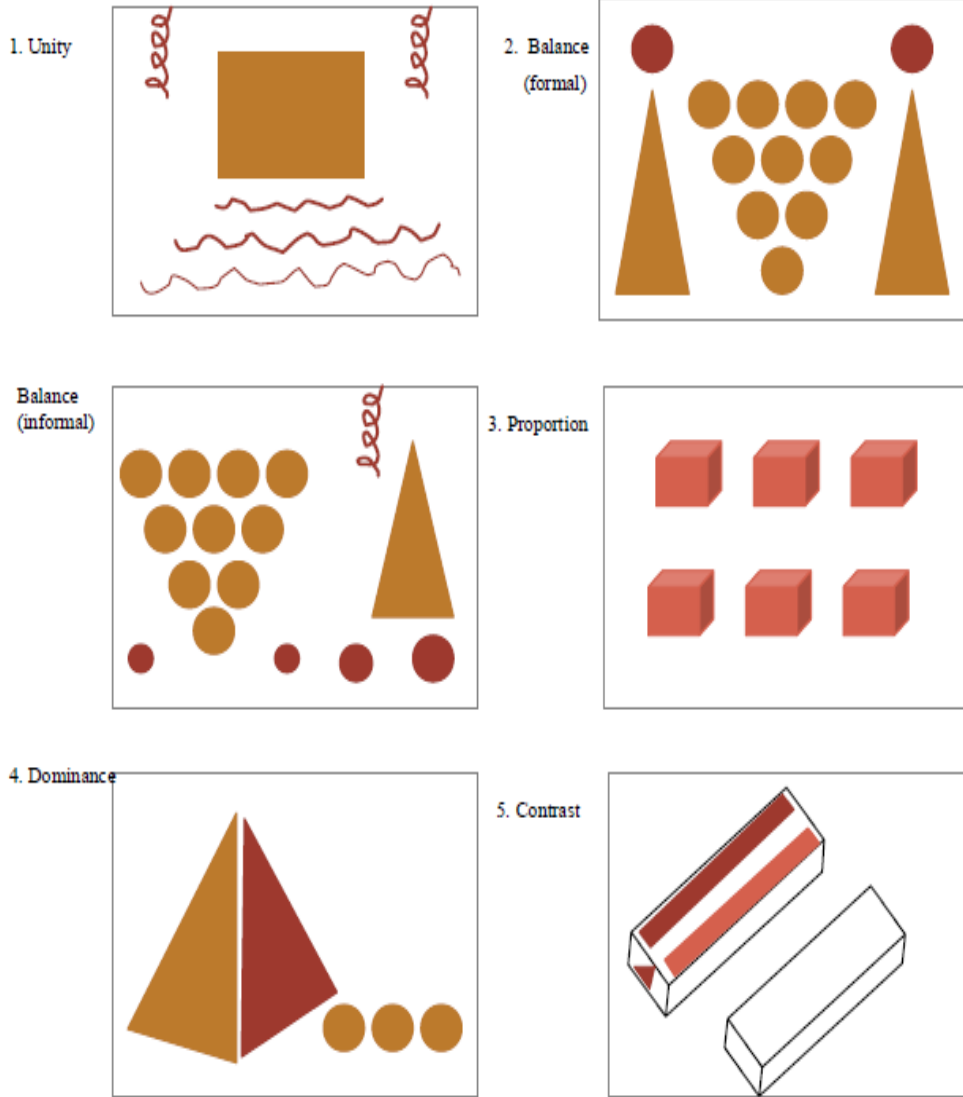 1. Unity
2. Balance
(formal)
Balance
(informal)
3. Proportion
4. Dominance
5. Contrast